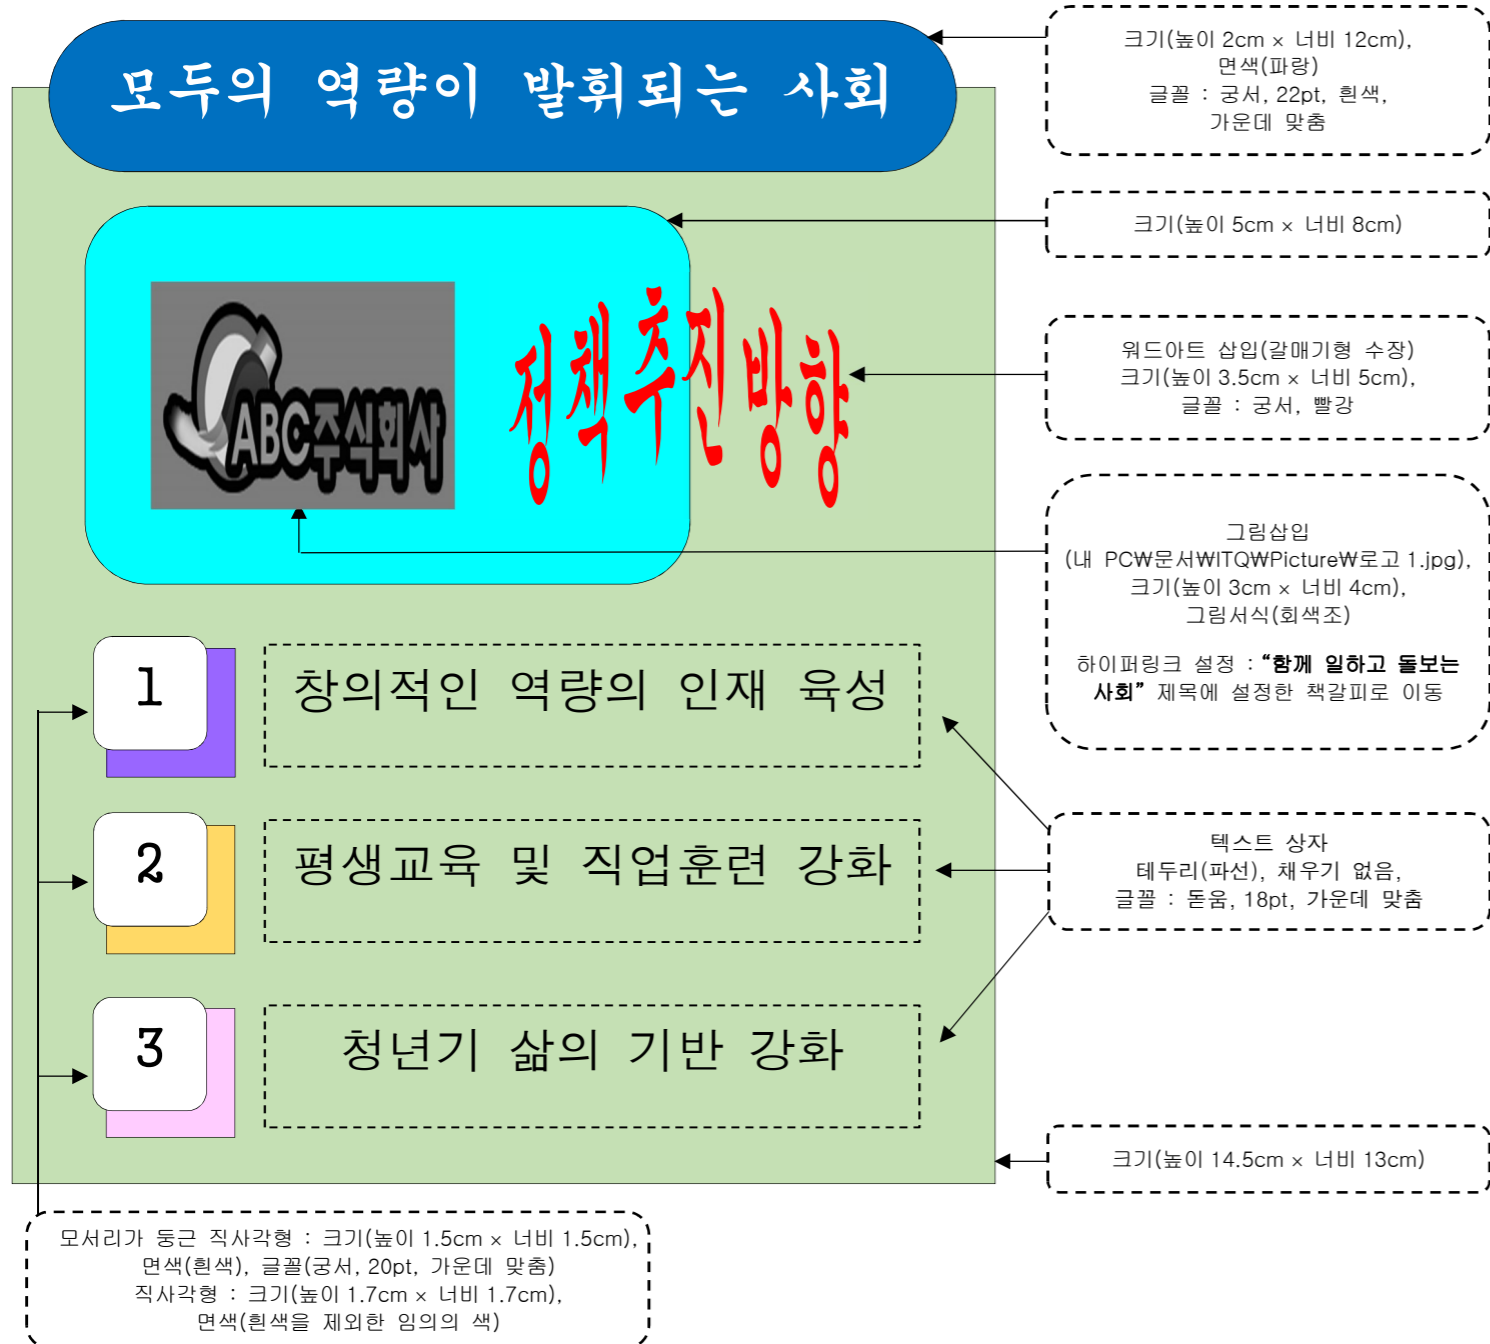 모두의 역량이 발휘되는 사회
크기(높이 2cm × 너비 12cm),
면색(파랑)
글꼴 : 궁서, 22pt, 흰색,
가운데 맞춤
크기(높이 5cm × 너비 8cm)
ABC주식회사
정책추진방향
워드아트 삽입(갈매기형 수장)
크기(높이 3.5cm × 너비 5cm),
글꼴 : 궁서, 빨강
그림삽입
(내 PC₩문서₩ITQ₩Picture₩로고 1.jpg),
크기(높이 3cm × 너비 4cm),
그림서식(회색조)
하이퍼링크 설정 : “함께 일하고 돌보는
사회” 제목에 설정한 책갈피로 이동
1
창의적인 역량의 인재 육성
2
평생교육 및 직업훈련 강화
텍스트 상자
테두리(파선), 채우기 없음,
글꼴 : 돋움, 18pt, 가운데 맞춤
3
청년기 삶의 기반 강화
크기(높이 14.5cm × 너비 13cm)
모서리가 둥근 직사각형 : 크기(높이 1.5cm × 너비 1.5cm),
면색(흰색), 글꼴(궁서, 20pt, 가운데 맞춤)
직사각형 : 크기(높이 1.7cm × 너비 1.7cm),
면색(흰색을 제외한 임의의 색)